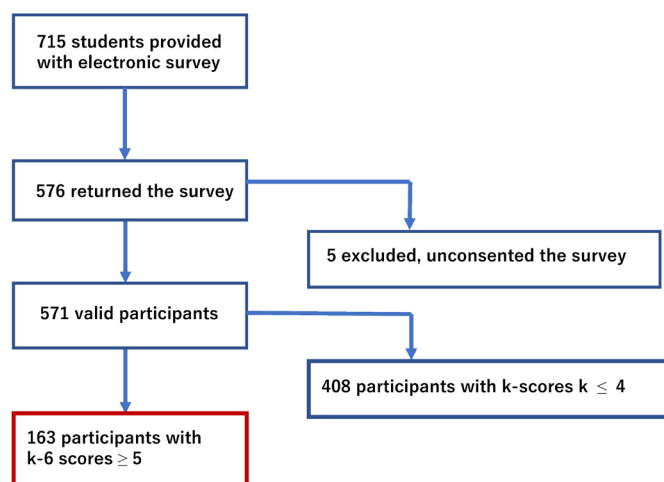 715 students provided
with electronic survey
576 returned the survey
5 excluded, unconsented the survey
571 valid participants
408 participants with k-scores k ≤ 4
163 participants with
k-6 scores ≥ 5